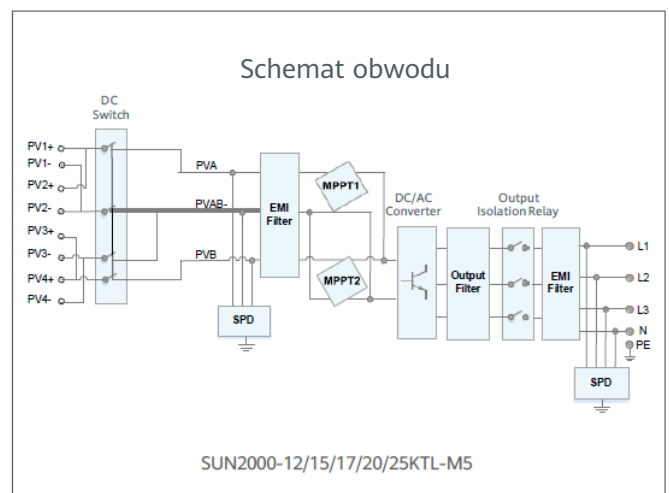 Schemat obwodu
DC
Switch
PV1+
PV1-
PV2+
PV2-
PV3+
PV3-
PV4+
PV4-
PVA
PVAB-
PVB
EMI
Filter
SPD
MPPT1
MPPT2
DC/AC
Converter
Output
Filter
Output
Isolation Relay
EMI
Filter
L1
L2
L3
N
PE
SPD
SUN2000-12/15/17/20/25KTL-M5